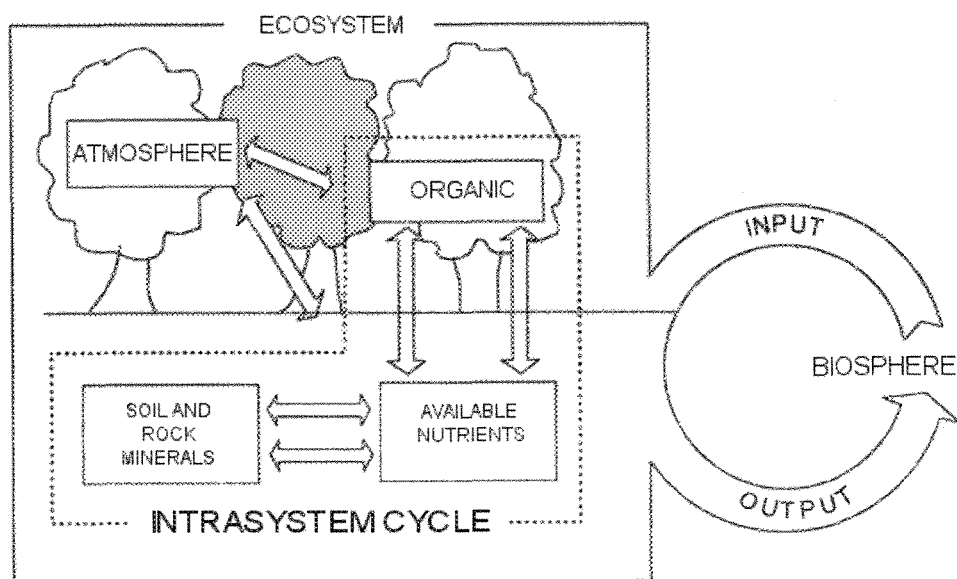 ECOSYSTEM
ATMOSPHERE
ORGANIC
INPUT
BIOSPHERE
SOIL AND
ROCK
MINERALS
AVAILABLE
NUTRIENTS
OUTPUT
INTRASYSTEM CYCLE